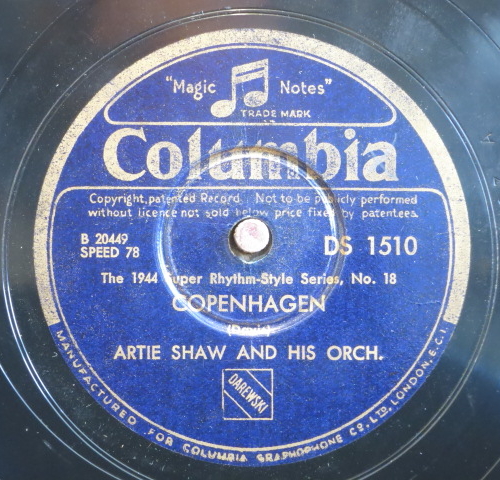 "Magic Notes"
TRADE MARK
Columbia
Copyright, patented Record. Not to be publicly performed
without licence not sold below price fixed by patentees.
B 20449
SPEED 78
DS 1510
The 1944 Super Rhythm-Style Series, No. 18
COPENHAGEN
(Davis)
ARTIE SHAW AND HIS ORCH.
DAREWSKI
MANUFACTURED FOR COLUMBIA GRAPHOPHONE CO., LTD., LONDON, E.C.1.